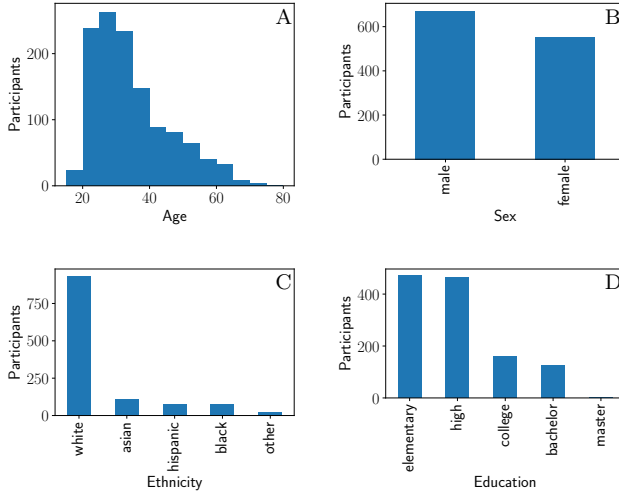 A
Participants
200
100
0
20
40
60
80
Age
B
Participants
600
400
200
0
male
female
Sex
C
Participants
750
500
250
0
white
asian
hispanic
black
other
Ethnicity
D
Participants
400
200
0
elementary
high
college
bachelor
master
Education